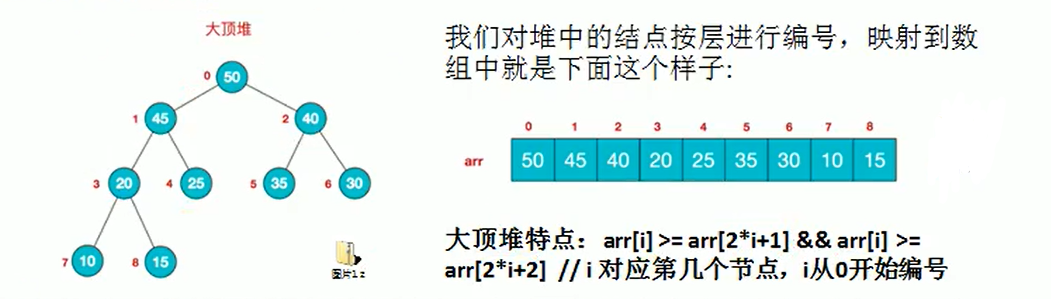 大顶堆
0 50
1 45
2 40
3 20
4 25
5 35
6 30
7 10
8 15
图片1.z
我们对堆中的结点按层进行编号，映射到数
组中就是下面这个样子:
0 1 2 3 4 5 6 7 8
arr 50 45 40 20 25 35 30 10 15
大顶堆特点：arr[i] >= arr[2*i+1] && arr[i] >=
arr[2*i+2] // i 对应第几个节点，i从0开始编号